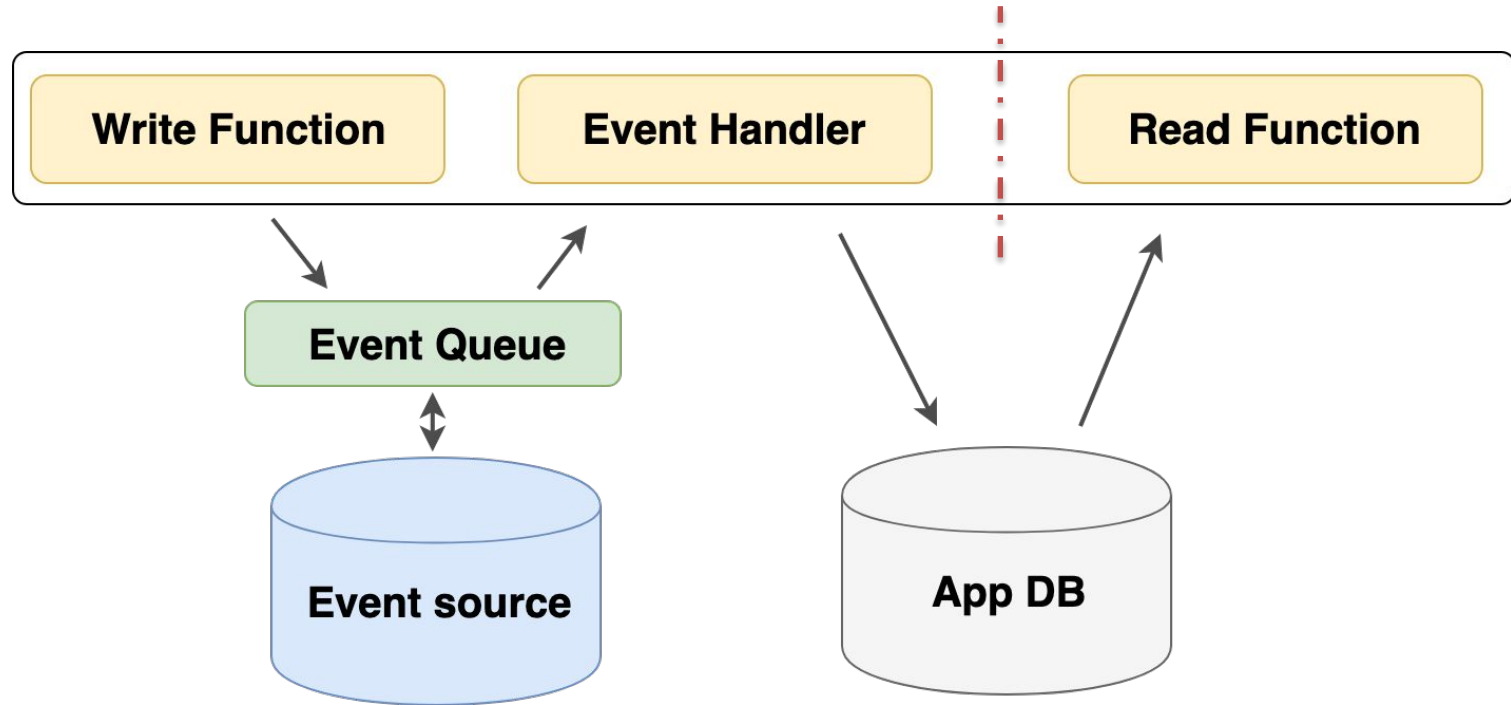 Write Function
Event Handler
Read Function
Event Queue
Event source
App DB